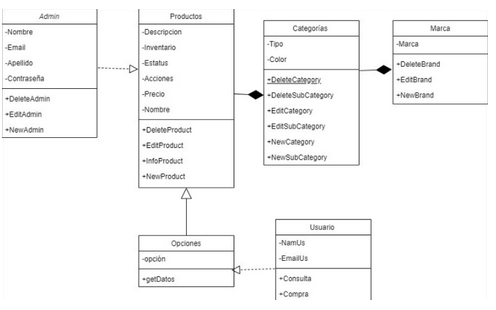 Admin
-Nombre
-Email
-Apellido
-Contraseña
+DeleteAdmin
+EditAdmin
+NewAdmin
Productos
-Descripcion
-Inventario
-Estatus
-Acciones
-Precio
-Nombre
+DeleteProduct
+EditProduct
+InfoProduct
+NewProduct
Categorías
-Tipo
-Color
+DeleteCategory
+DeleteSubCategory
+EditCategory
+EditSubCategory
+NewCategory
+NewSubCategory
Marca
-Marca
+DeleteBrand
+EditBrand
+NewBrand
Opciones
-opción
+getDatos
Usuario
-NamUs
-EmailUs
+Consulta
+Compra